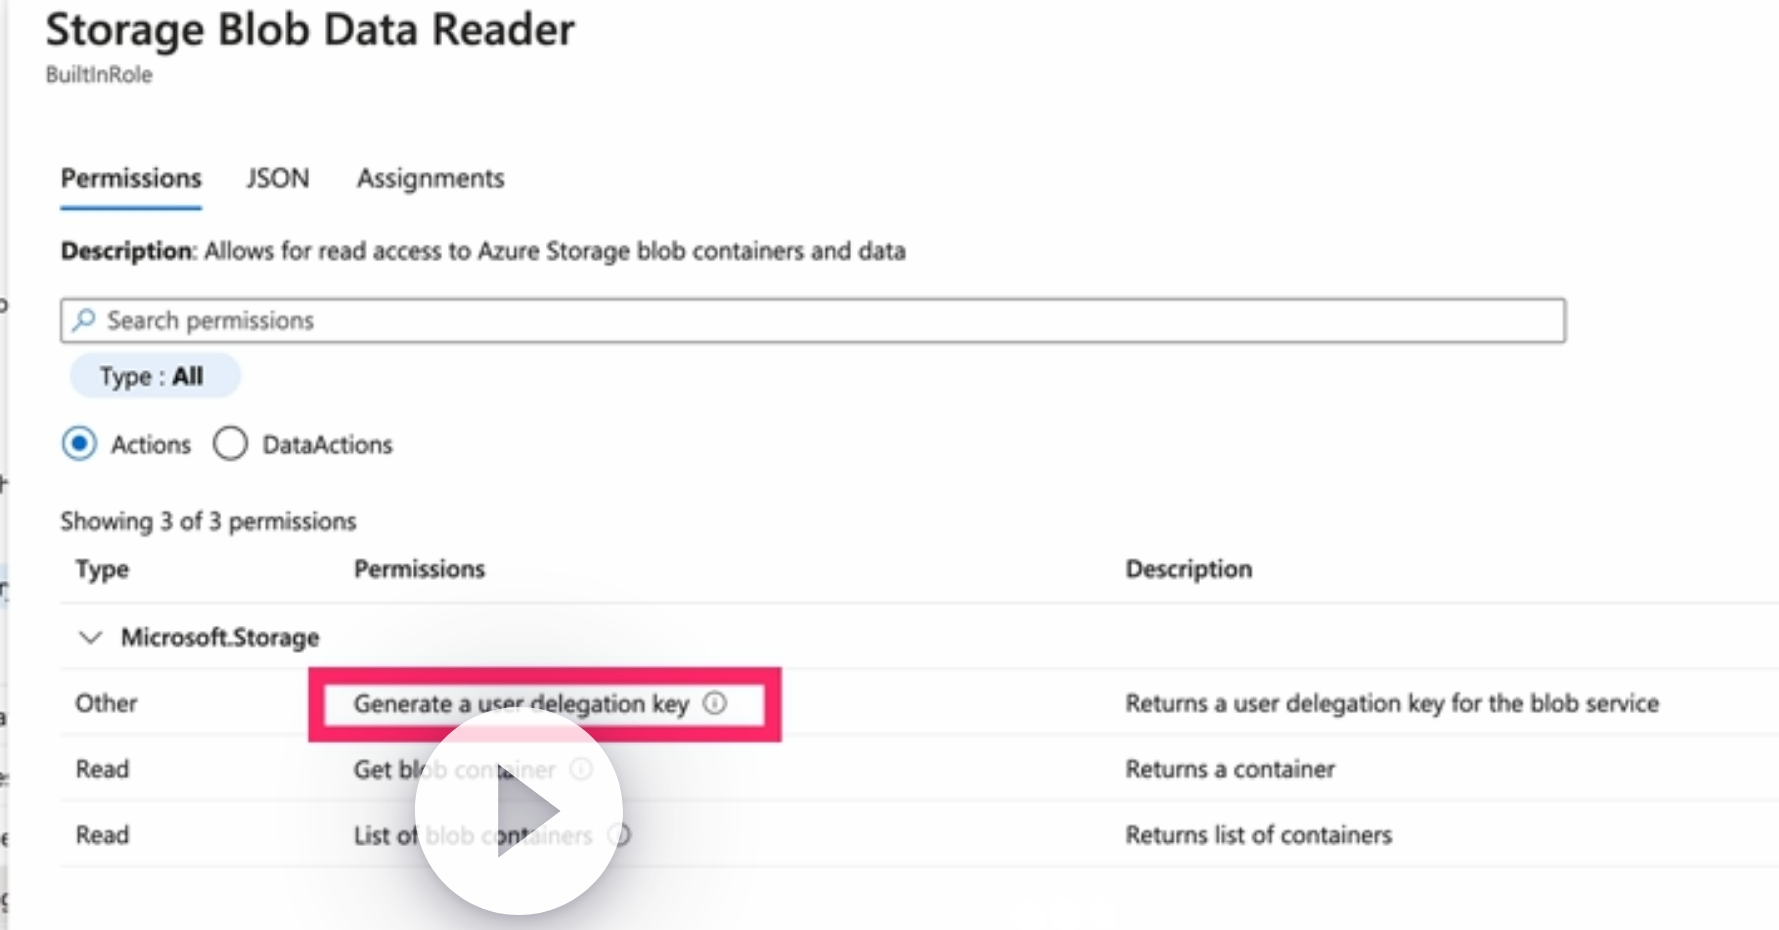 Storage Blob Data Reader
BuiltInRole
Permissions JSON Assignments
Description: Allows for read access to Azure Storage blob containers and data
Search permissions
Type : All
Actions DataActions
Showing 3 of 3 permissions
Type Permissions Description
Microsoft.Storage
Other Generate a user delegation key Returns a user delegation key for the blob service
Read Get blob container Returns a container
Read List of blob containers Returns list of containers